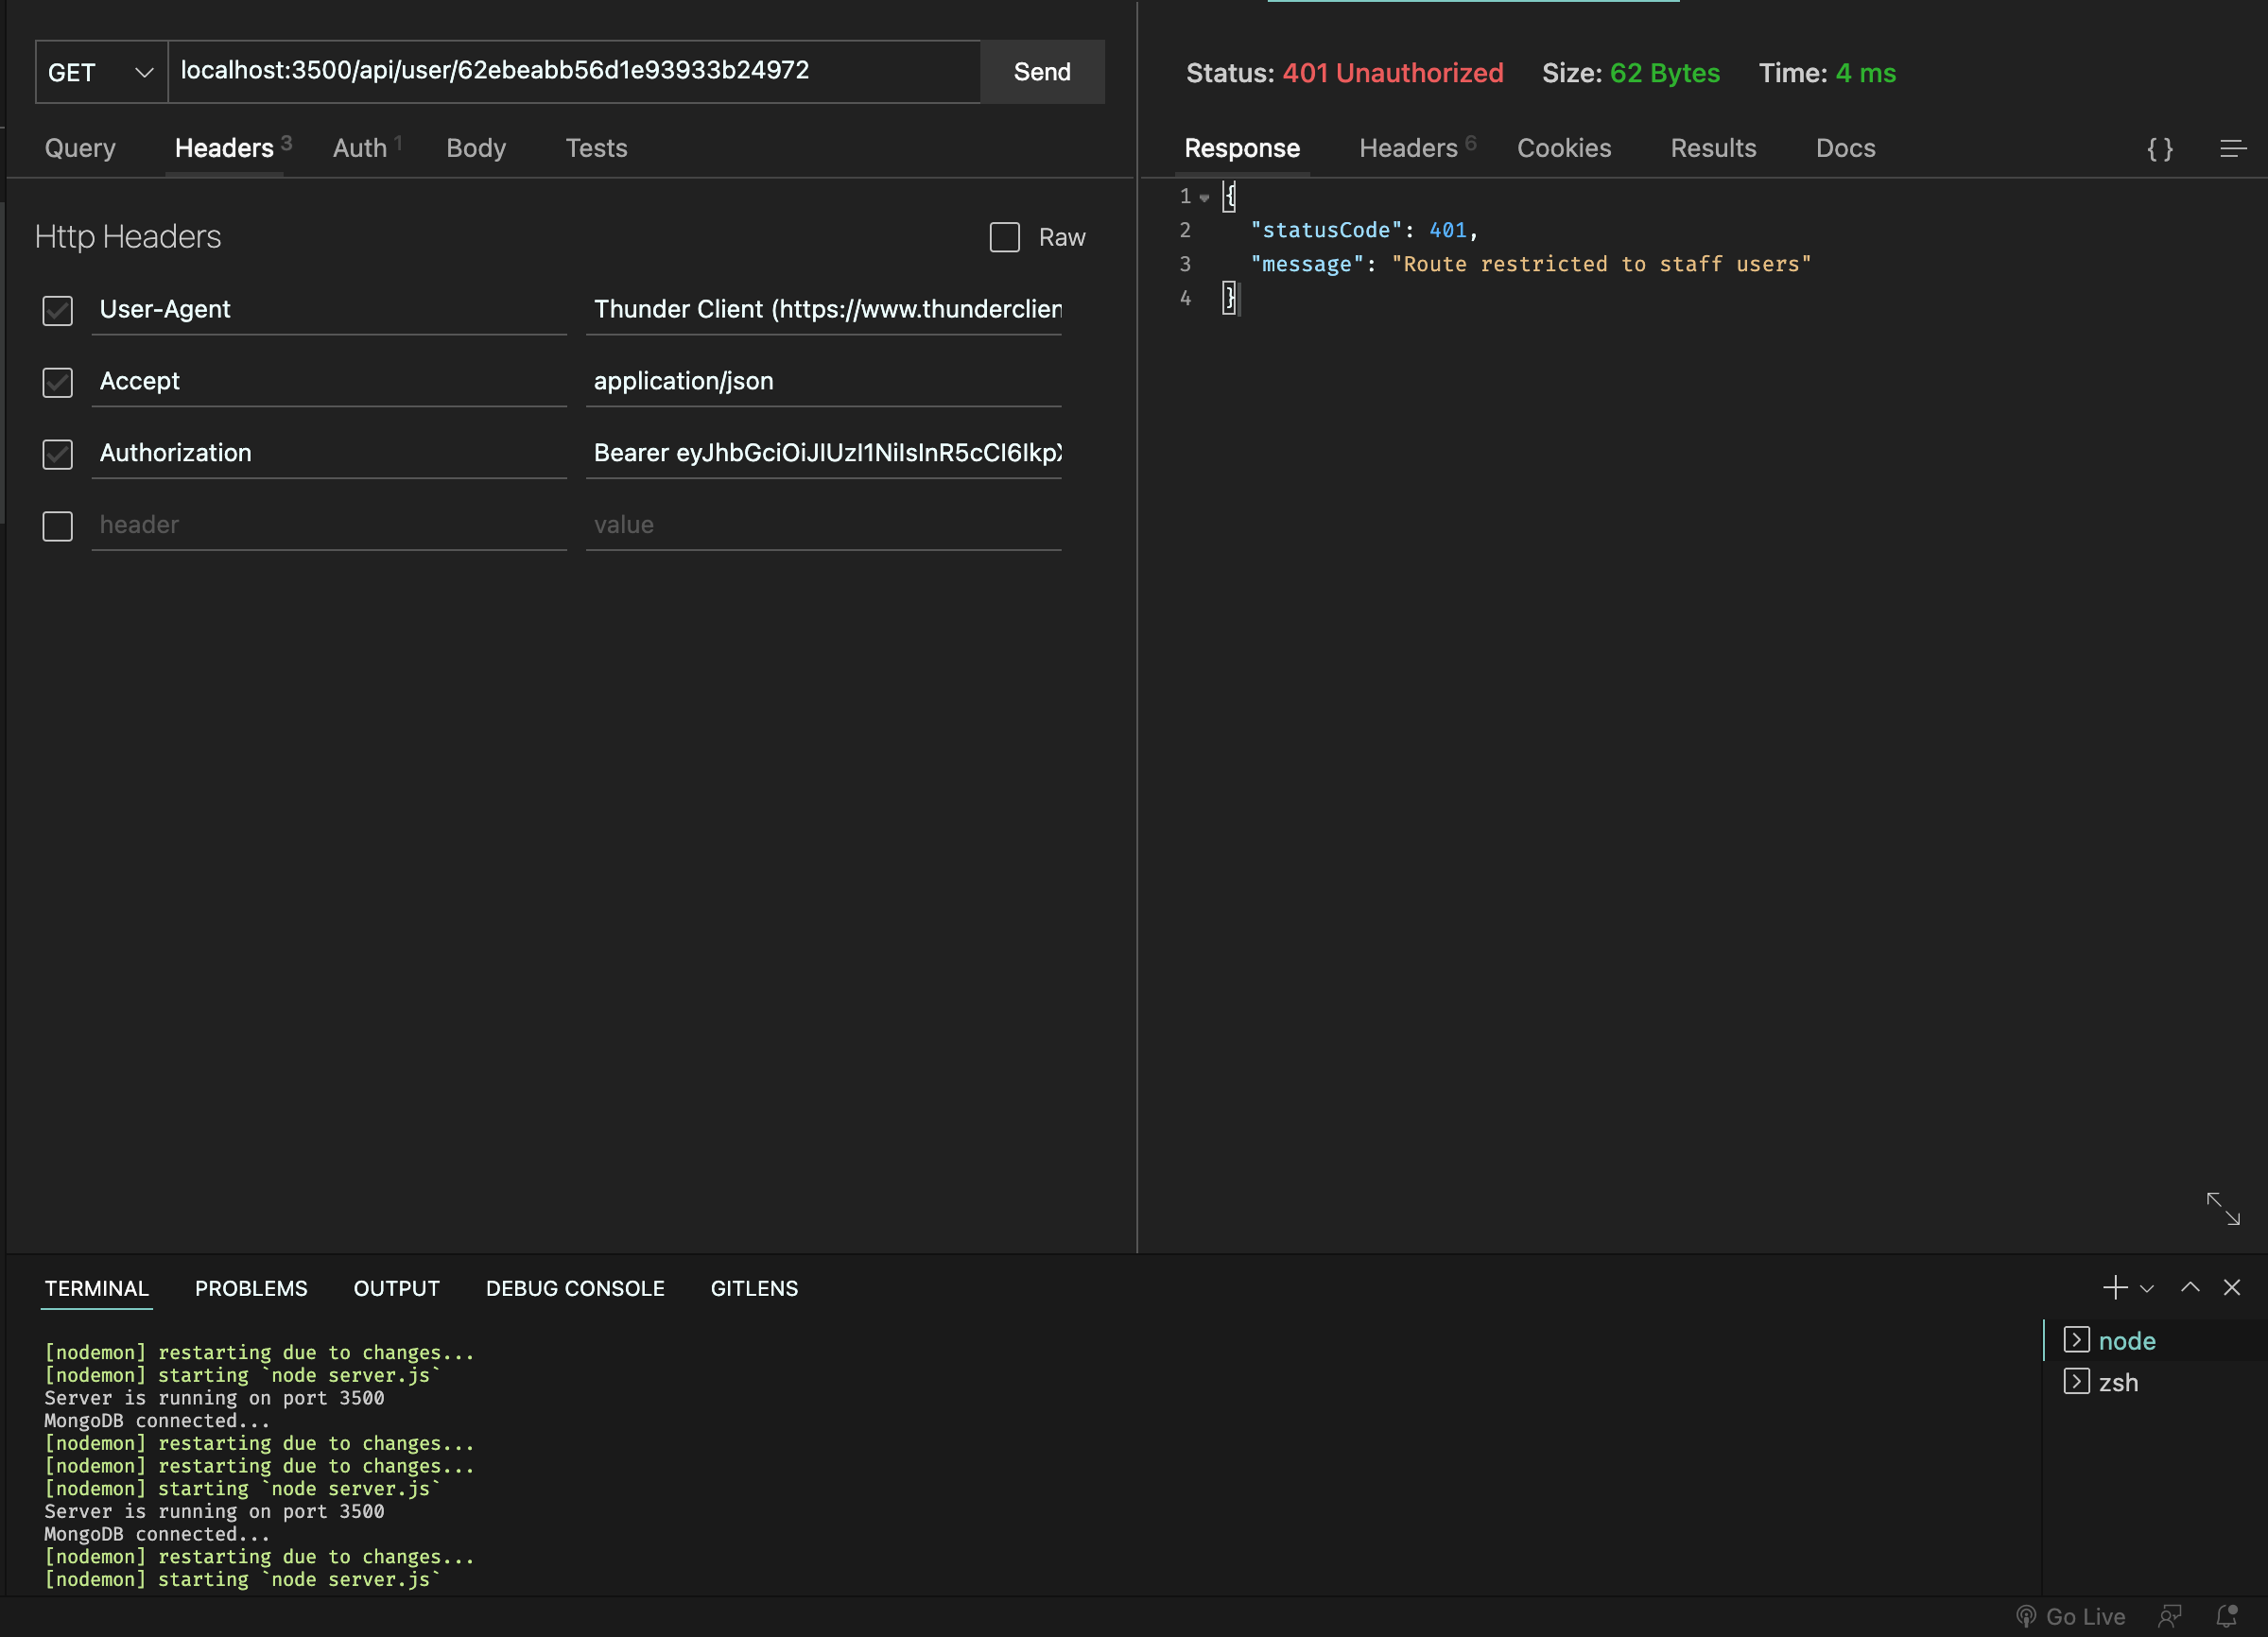 GET
localhost:3500/api/user/62ebeabb56d1e93933b24972
Send
Query
Headers 3
Auth 1
Body
Tests
Http Headers
Raw
User-Agent
Thunder Client (https://www.thunderclien
Accept
application/json
Authorization
Bearer eyJhbGciOiJIUzI1NiIsInR5cCI6IkpX
header
value
Status: 401 Unauthorized
Size: 62 Bytes
Time: 4 ms
Response
Headers 6
Cookies
Results
Docs
{ }
1 {
2 "statusCode": 401,
3 "message": "Route restricted to staff users"
4 }
TERMINAL
PROBLEMS
OUTPUT
DEBUG CONSOLE
GITLENS
[nodemon] restarting due to changes...
[nodemon] starting `node server.js`
Server is running on port 3500
MongoDB connected...
[nodemon] restarting due to changes...
[nodemon] restarting due to changes...
[nodemon] starting `node server.js`
Server is running on port 3500
MongoDB connected...
[nodemon] restarting due to changes...
[nodemon] starting `node server.js`
node
zsh
Go Live